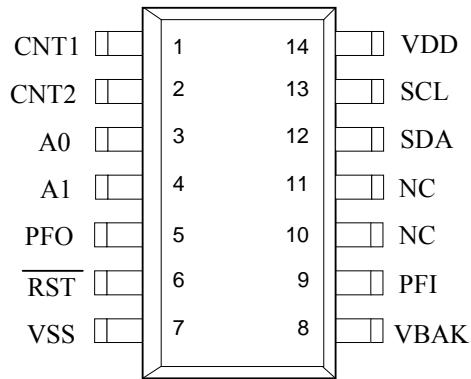 CNT1 1 14 VDD
CNT2 2 13 SCL
A0 3 12 SDA
A1 4 11 NC
PFO 5 10 NC
RST 6 9 PFI
VSS 7 8 VBAK